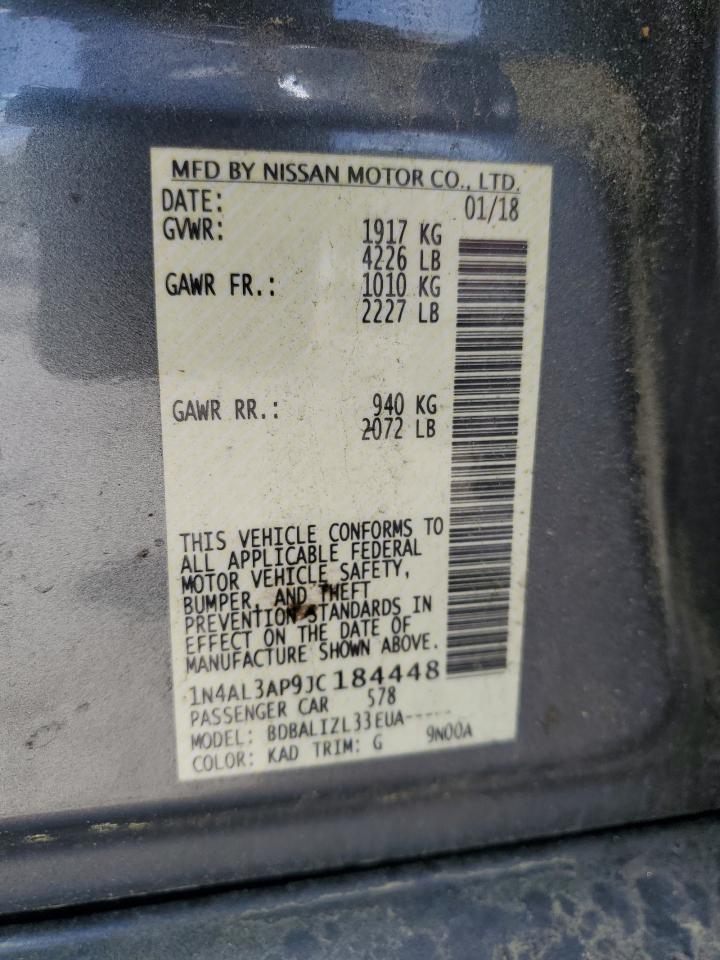 MFD BY NISSAN MOTOR CO., LTD.
DATE: 01/18
GVWR: 1917 KG
4226 LB
GAWR FR.: 1010 KG
2227 LB
GAWR RR.: 940 KG
2072 LB
THIS VEHICLE CONFORMS TO
ALL APPLICABLE FEDERAL
MOTOR VEHICLE SAFETY,
BUMPER, AND THEFT
PREVENTION STANDARDS IN
EFFECT ON THE DATE OF
MANUFACTURE SHOWN ABOVE.
1N4AL3AP9JC 184448
PASSENGER CAR 578
MODEL: BDBALIZL33EUA-----
COLOR: KAD TRIM: G 9N00A